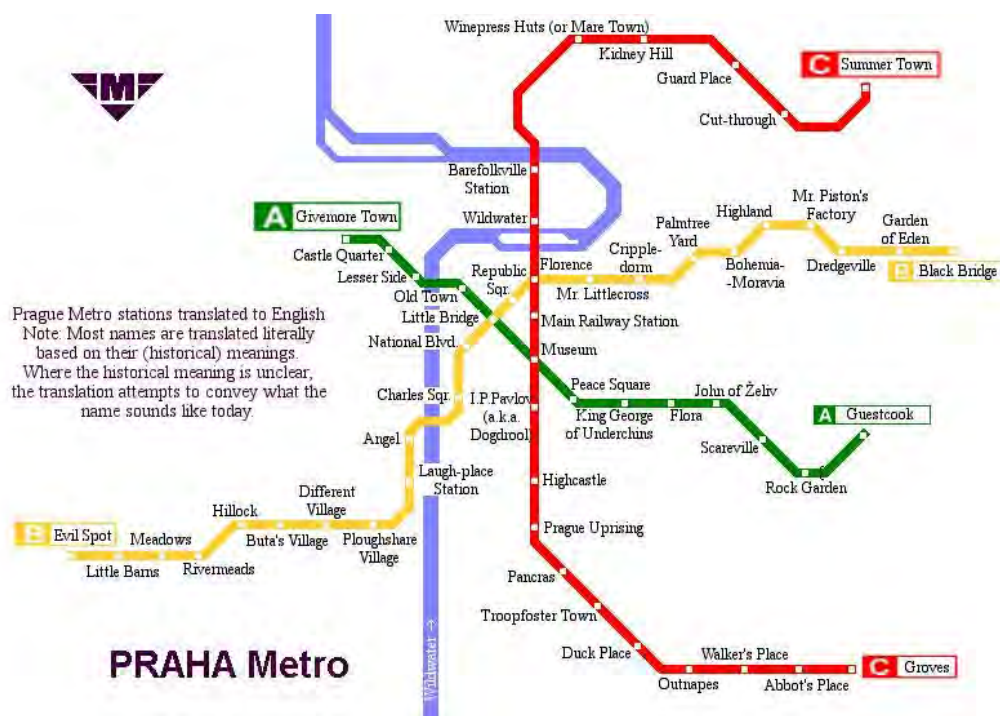 Winepress Huts (or Mare Town)
Kidney Hill
Guard Place
C Summer Town
M
Cut-through
Barefolkville
Station
Mr. Piston's
Factory
A Givemore Town
Wildwater
Palmtree
Yard
Highland
Garden
of Eden
Castle Quarter
Republic
Sqr.
Florence
Cripple-
dorm
Bohemia-
-Moravia
Dredgeville
B Black Bridge
Lesser Side
Old Town
Mr. Littlecross
Little Bridge
Main Railway Station
Prague Metro stations translated to English
Note: Most names are translated literally
based on their (historical) meanings.
Where the historical meaning is unclear,
the translation attempts to convey what the
name sounds like today.
National Blvd.
Museum
Charles Sqr.
I.P.Pavlov
(a.k.a.
Dogdrool)
Peace Square
King George
of Underchins
Flora
John of Želiv
A Guestcook
Angel
Scareville
Laugh-place
Station
Highcastle
Rock Garden
Different
Village
Hillock
Buta's Village
Ploughshare
Village
Prague Uprising
B Evil Spot
Meadows
Little Barns
Rivermeads
Pancras
Troopfoster Town
Wildwater →
Duck Place
Walker's Place
PRAHA Metro
Outnapes
Abbot's Place
C Groves